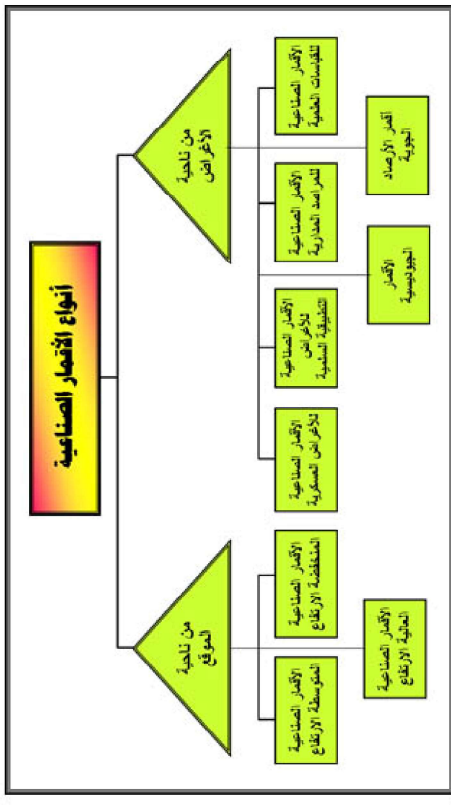 أنواع الأقمار الصناعية
من ناحية
الأغراض
من ناحية
الموقع
الأقمار الصناعية
للقياسات العلمية
الأقمار الصناعية
للمراصد المدارية
الأقمار الصناعية
للأغراض
التطبيقية السلمية
الأقمار الصناعية
للأغراض العسكرية
أقمار الأرصاد
الجوية
الأقمار
الجيوديسية
الأقمار الصناعية
المنخفضة الارتفاع
الأقمار الصناعية
المتوسطة الارتفاع
الأقمار الصناعية
العالية الارتفاع